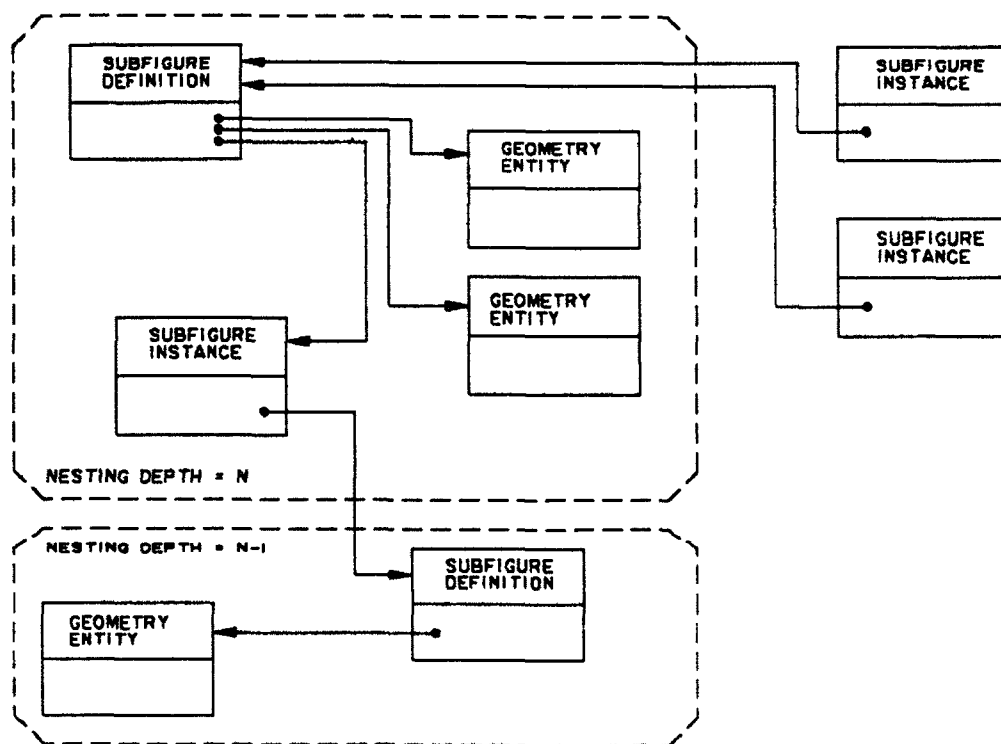 SUBFIGURE
DEFINITION
SUBFIGURE
INSTANCE
GEOMETRY
ENTITY
SUBFIGURE
INSTANCE
GEOMETRY
ENTITY
SUBFIGURE
INSTANCE
NESTING DEPTH = N
NESTING DEPTH = N-1
SUBFIGURE
DEFINITION
GEOMETRY
ENTITY